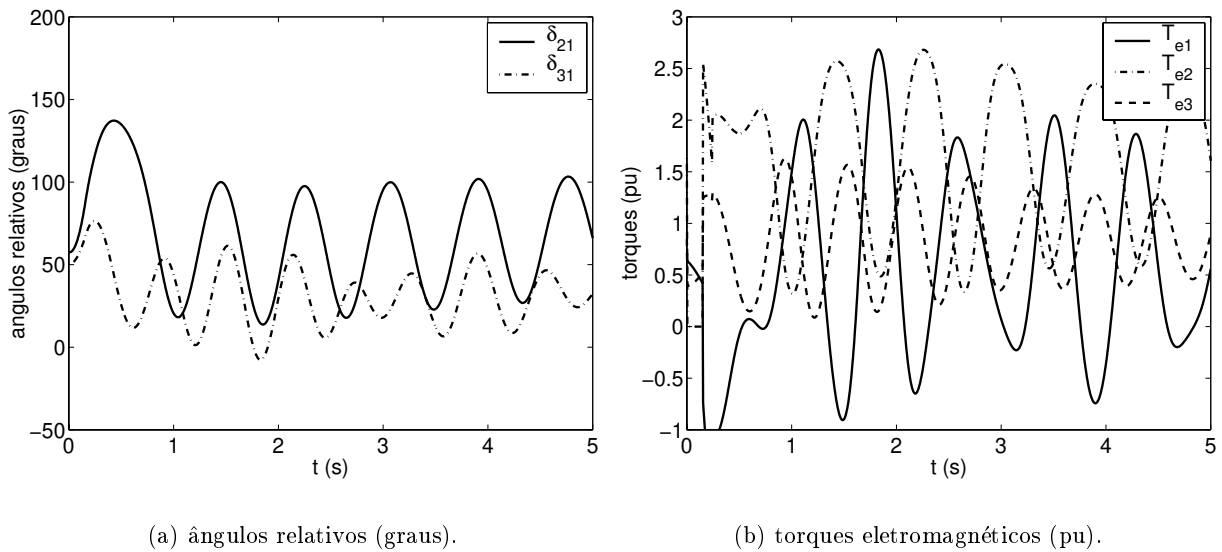 200
150
100
50
0
−50
0
1
2
3
4
5
t (s)
ângulos relativos (graus)
δ21
δ31
3
2.5
2
1.5
1
0.5
0
−0.5
−1
0
1
2
3
4
5
t (s)
torques (pu)
Te1
Te2
Te3
(a) ângulos relativos (graus).
(b) torques eletromagnéticos (pu).